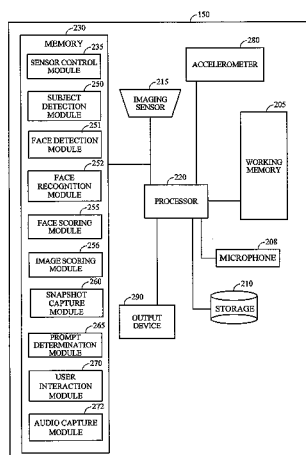 150
230
MEMORY
235
SENSOR CONTROL
MODULE
250
SUBJECT
DETECTION
MODULE
251
FACE DETECTION
MODULE
252
FACE
RECOGNITION
MODULE
255
FACE SCORING
MODULE
256
IMAGE SCORING
MODULE
260
SNAPSHOT
CAPTURE
MODULE
265
PROMPT
DETERMINATION
MODULE
270
USER
INTERACTION
MODULE
272
AUDIO CAPTURE
MODULE
215
IMAGING
SENSOR
280
ACCELEROMETER
205
WORKING
MEMORY
220
PROCESSOR
208
MICROPHONE
290
OUTPUT
DEVICE
210
STORAGE